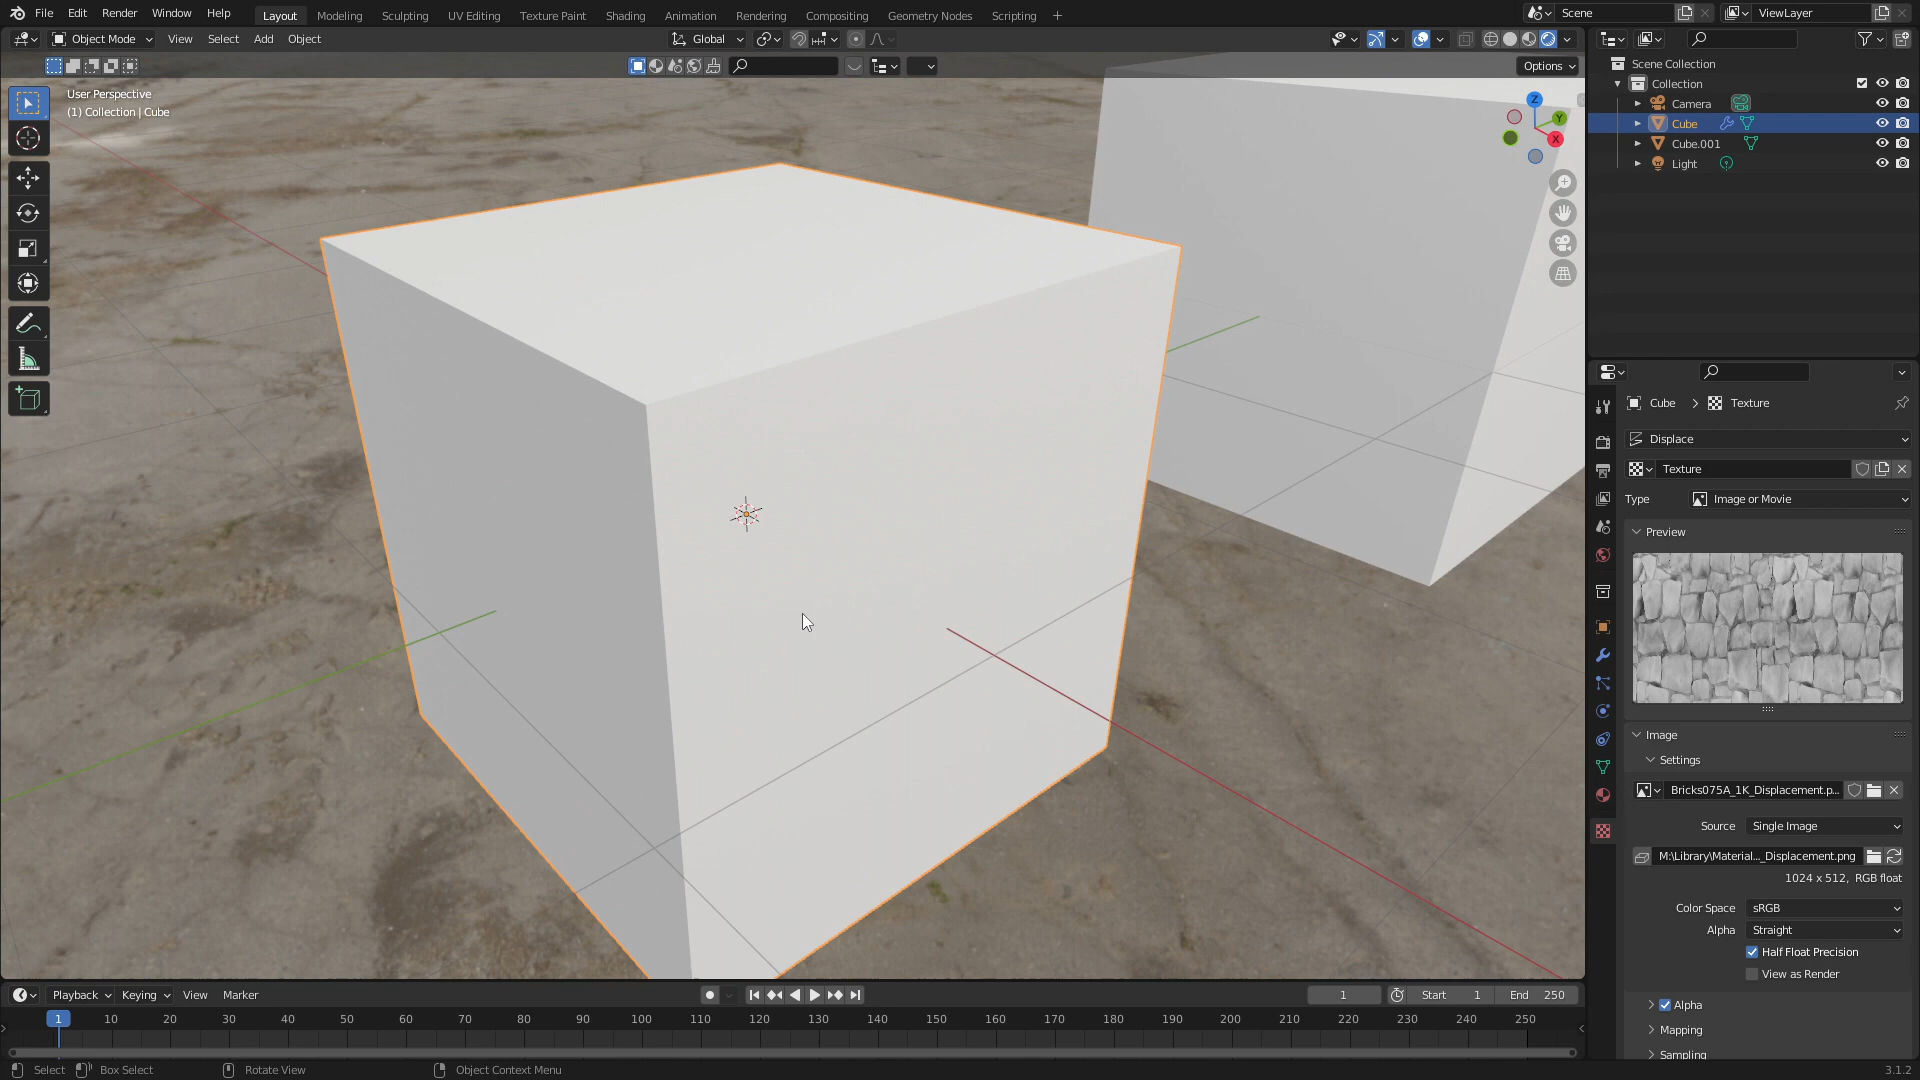 File Edit Render Window Help Layout Modeling Sculpting UV Editing Texture Paint Shading Animation Rendering Compositing Geometry Nodes Scripting + Scene ViewLayer
Object Mode View Select Add Object Global
Options
User Perspective
(1) Collection | Cube
Z
Y
X
Scene Collection
Collection
Camera
Cube
Cube.001
Light
Cube > Texture
Displace
Texture
Type Image or Movie
Preview
Image
Settings
Bricks075A_1K_Displacement.p...
Source Single Image
M:\Library\Material..._Displacement.png
1024 x 512, RGB float
Color Space sRGB
Alpha Straight
Half Float Precision
View as Render
Alpha
Mapping
Sampling
Playback Keying View Marker 1 Start 1 End 250
1 10 20 30 40 50 60 70 80 90 100 110 120 130 140 150 160 170 180 190 200 210 220 230 240 250
Select Box Select Rotate View Object Context Menu 3.1.2